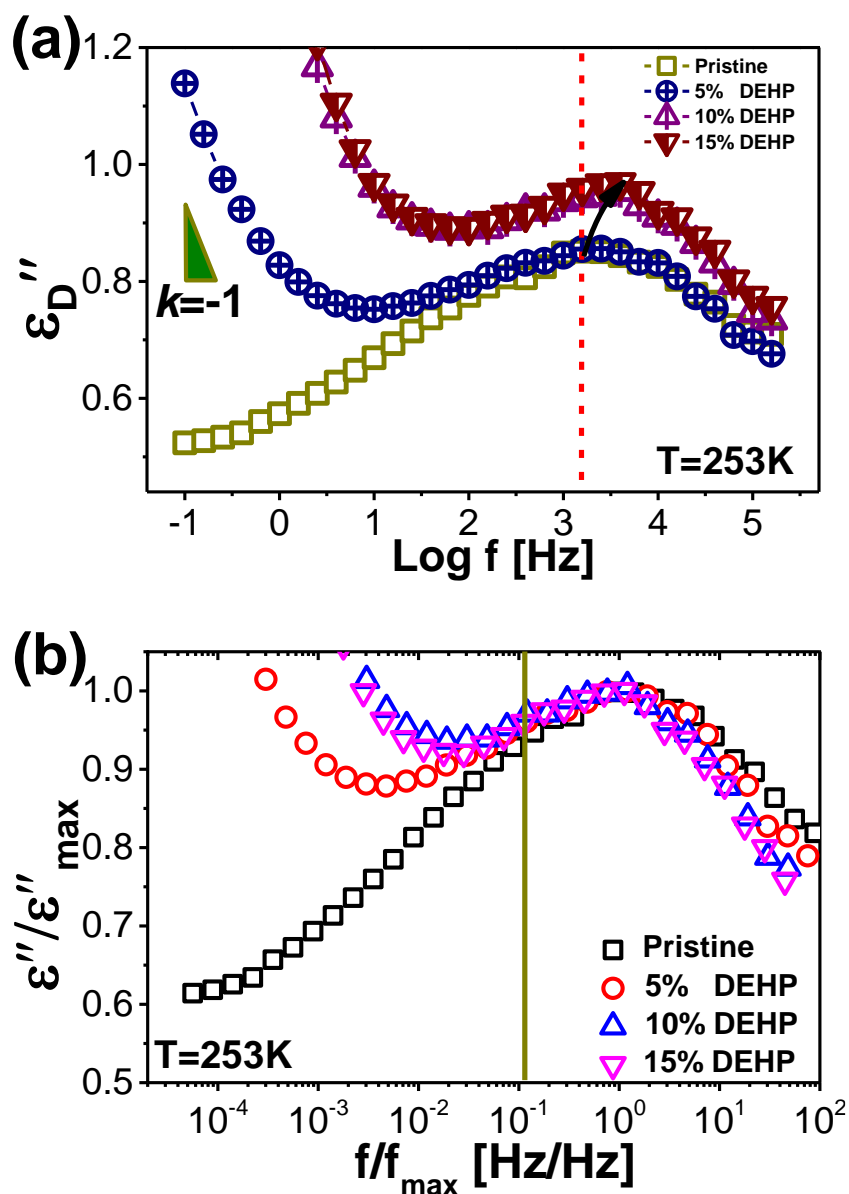 (a)
1.2
1.0
0.8
0.6
ε_D''
k=-1
Pristine
5% DEHP
10% DEHP
15% DEHP
T=253K
-1 0 1 2 3 4 5
Log f [Hz]
(b)
1.0
0.9
0.8
0.7
0.6
0.5
ε''/ε''max
Pristine
5% DEHP
10% DEHP
15% DEHP
T=253K
10^-4 10^-3 10^-2 10^-1 10^0 10^1 10^2
f/f_max [Hz/Hz]